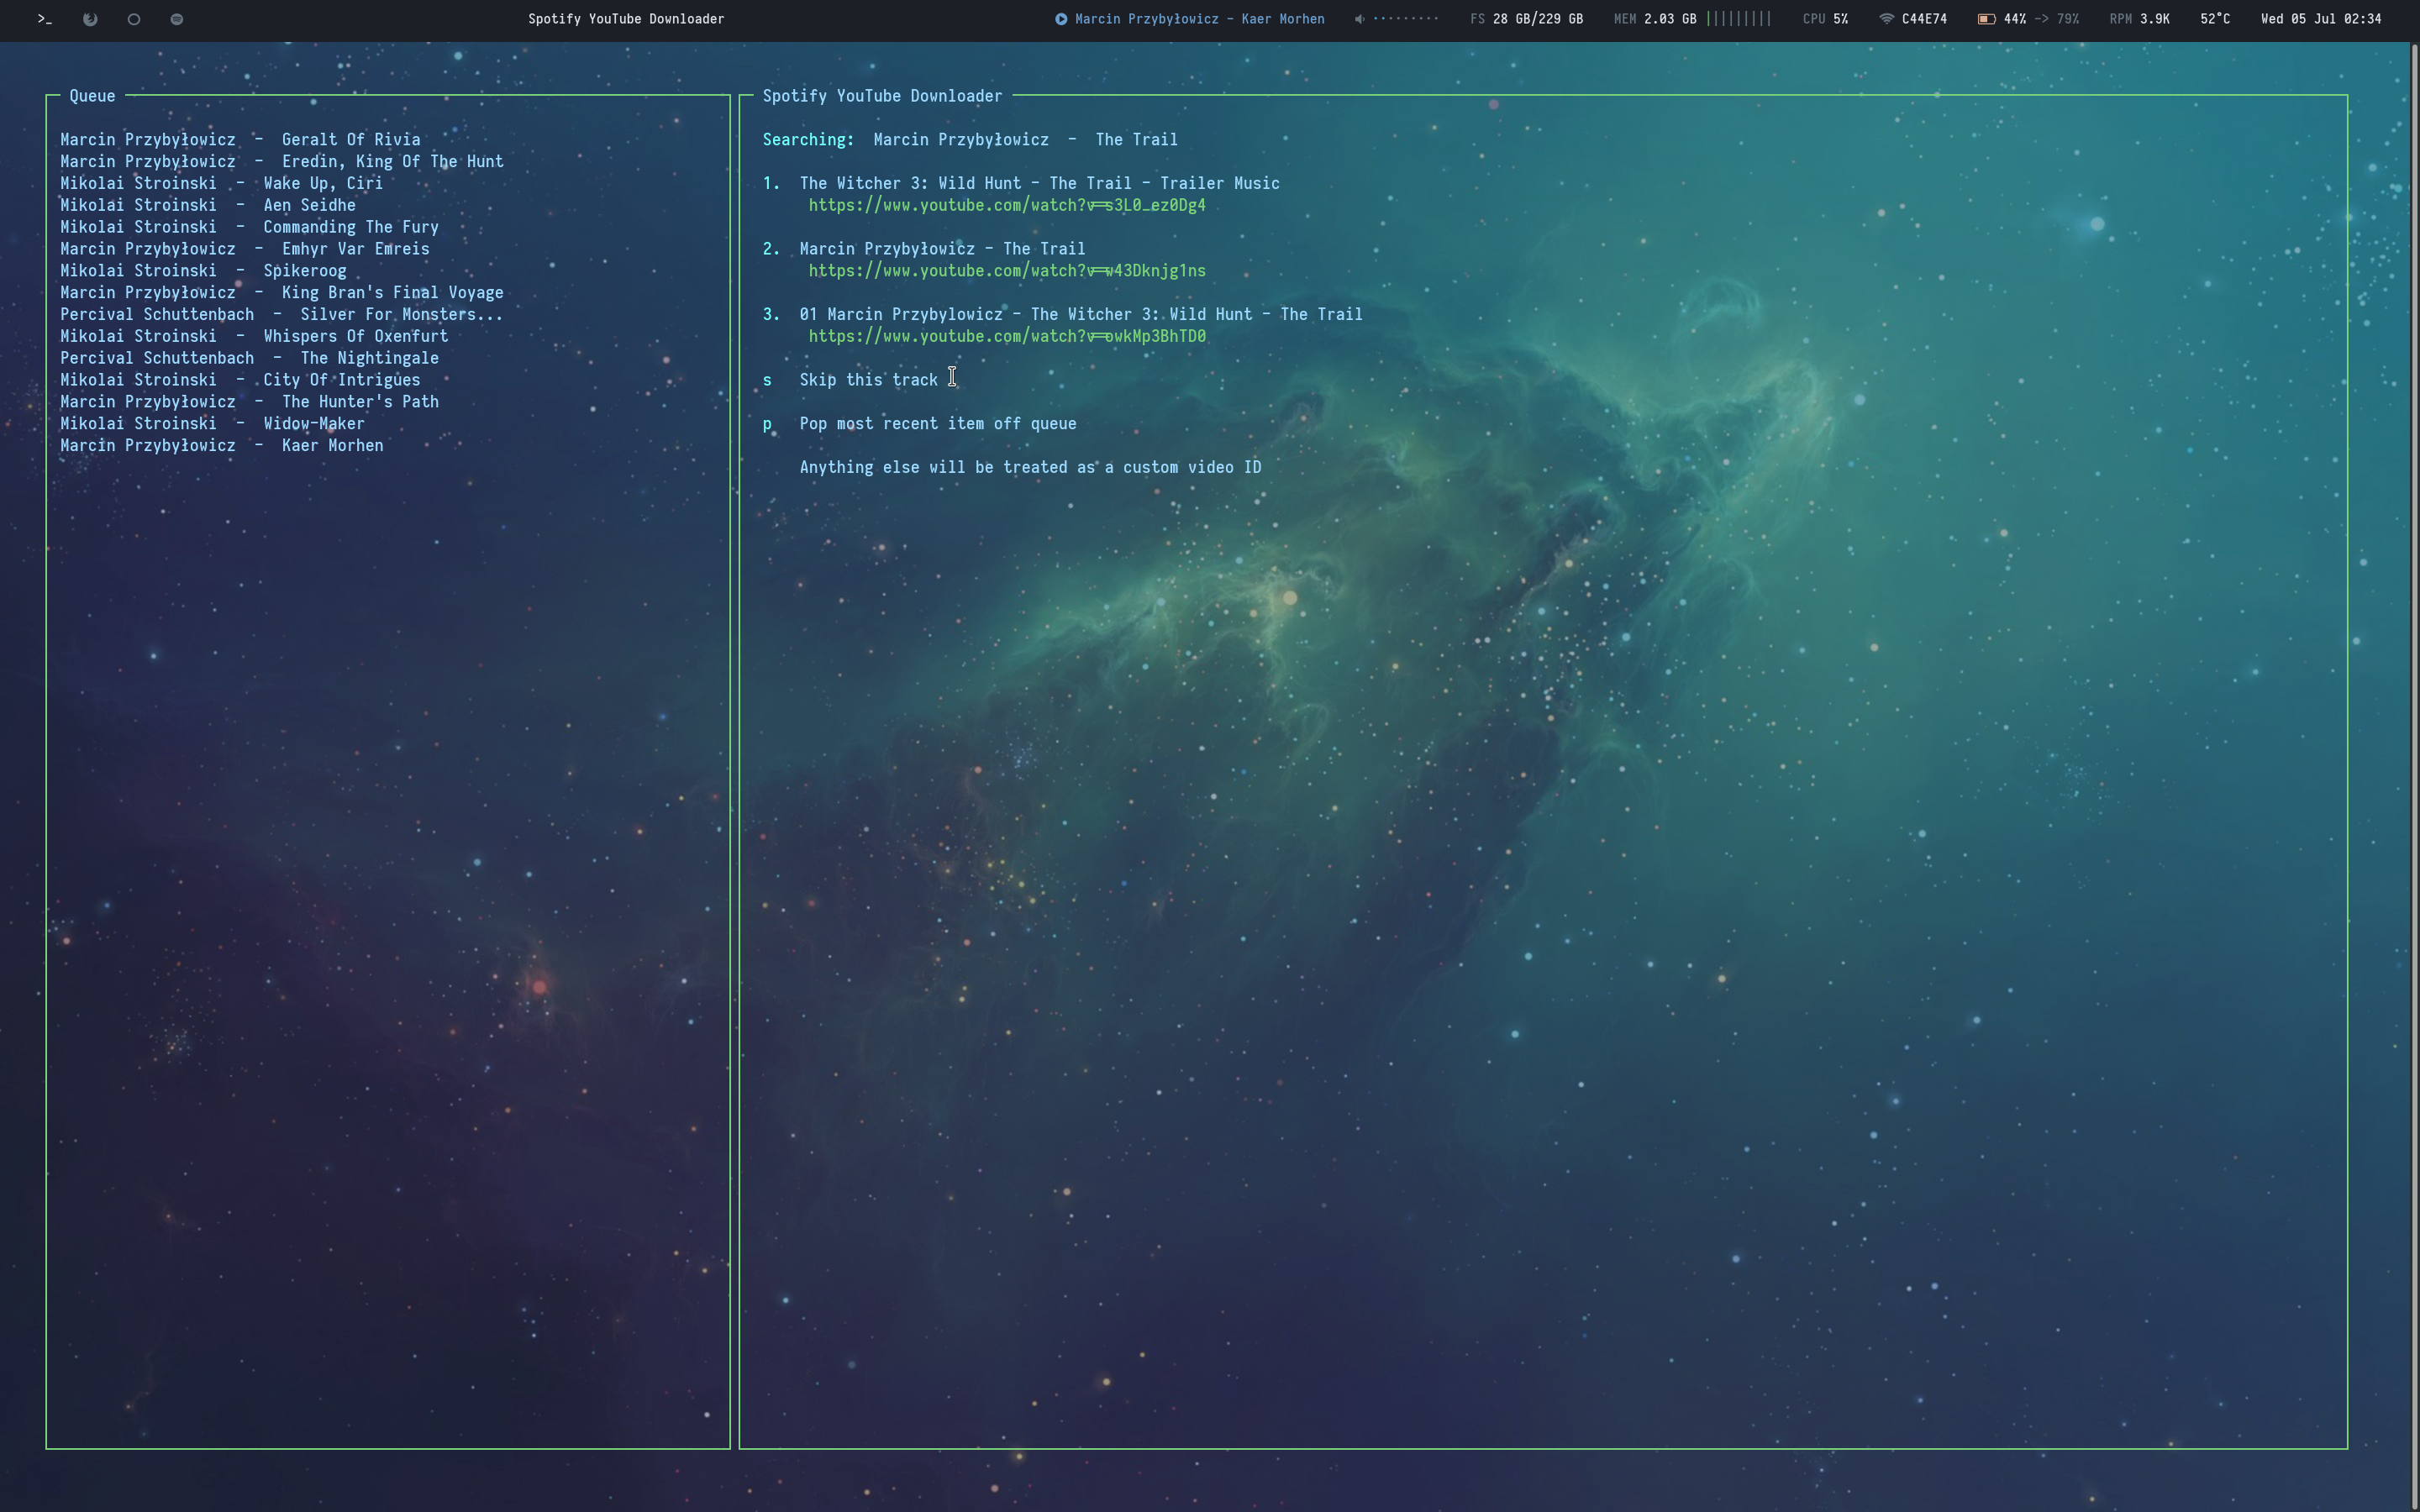 >_ Spotify YouTube Downloader Marcin Przybyłowicz - Kaer Morhen FS 28 GB/229 GB MEM 2.03 GB CPU 5% C44E74 44% -> 79% RPM 3.9K 52°C Wed 05 Jul 02:34
Queue
Marcin Przybyłowicz - Geralt Of Rivia
Marcin Przybyłowicz - Eredin, King Of The Hunt
Mikolai Stroinski - Wake Up, Ciri
Mikolai Stroinski - Aen Seidhe
Mikolai Stroinski - Commanding The Fury
Marcin Przybyłowicz - Emhyr Var Emreis
Mikolai Stroinski - Spikeroog
Marcin Przybyłowicz - King Bran's Final Voyage
Percival Schuttenbach - Silver For Monsters...
Mikolai Stroinski - Whispers Of Oxenfurt
Percival Schuttenbach - The Nightingale
Mikolai Stroinski - City Of Intrigues
Marcin Przybyłowicz - The Hunter's Path
Mikolai Stroinski - Widow-Maker
Marcin Przybyłowicz - Kaer Morhen
Spotify YouTube Downloader
Searching: Marcin Przybyłowicz - The Trail
1. The Witcher 3: Wild Hunt - The Trail - Trailer Music
https://www.youtube.com/watch?v=s3L0_ez0Dg4
2. Marcin Przybyłowicz - The Trail
https://www.youtube.com/watch?v=w43Dknjg1ns
3. 01 Marcin Przybylowicz - The Witcher 3: Wild Hunt - The Trail
https://www.youtube.com/watch?v=owkMp3BhTD0
s Skip this track
p Pop most recent item off queue
Anything else will be treated as a custom video ID